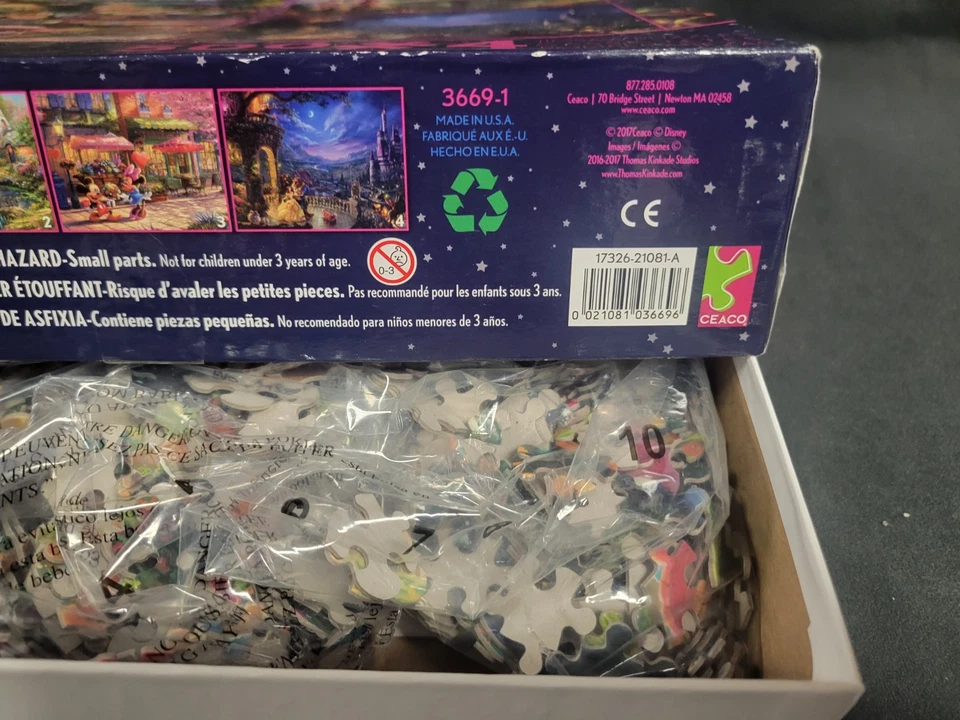 2
3
4
3669-1
MADE IN U.S.A.
FABRIQUÉ AUX É.-U.
HECHO EN E.U.A.
877.285.0108
Ceaco | 70 Bridge Street | Newton MA 02458
www.ceaco.com
© 2017 Ceaco © Disney
Images / Imágenes ©
2016-2017 Thomas Kinkade Studios
www.ThomasKinkade.com
CE
HAZARD-Small parts. Not for children under 3 years of age.
0-3
ÉTOUFFANT-Risque d'avaler les petites pieces. Pas recommandé pour les enfants sous 3 ans.
DE ASFIXIA-Contiene piezas pequeñas. No recomendado para niños menores de 3 años.
17326-21081-A
0 021081 036696
CEACO
10
7
PEUVEN
DANGER